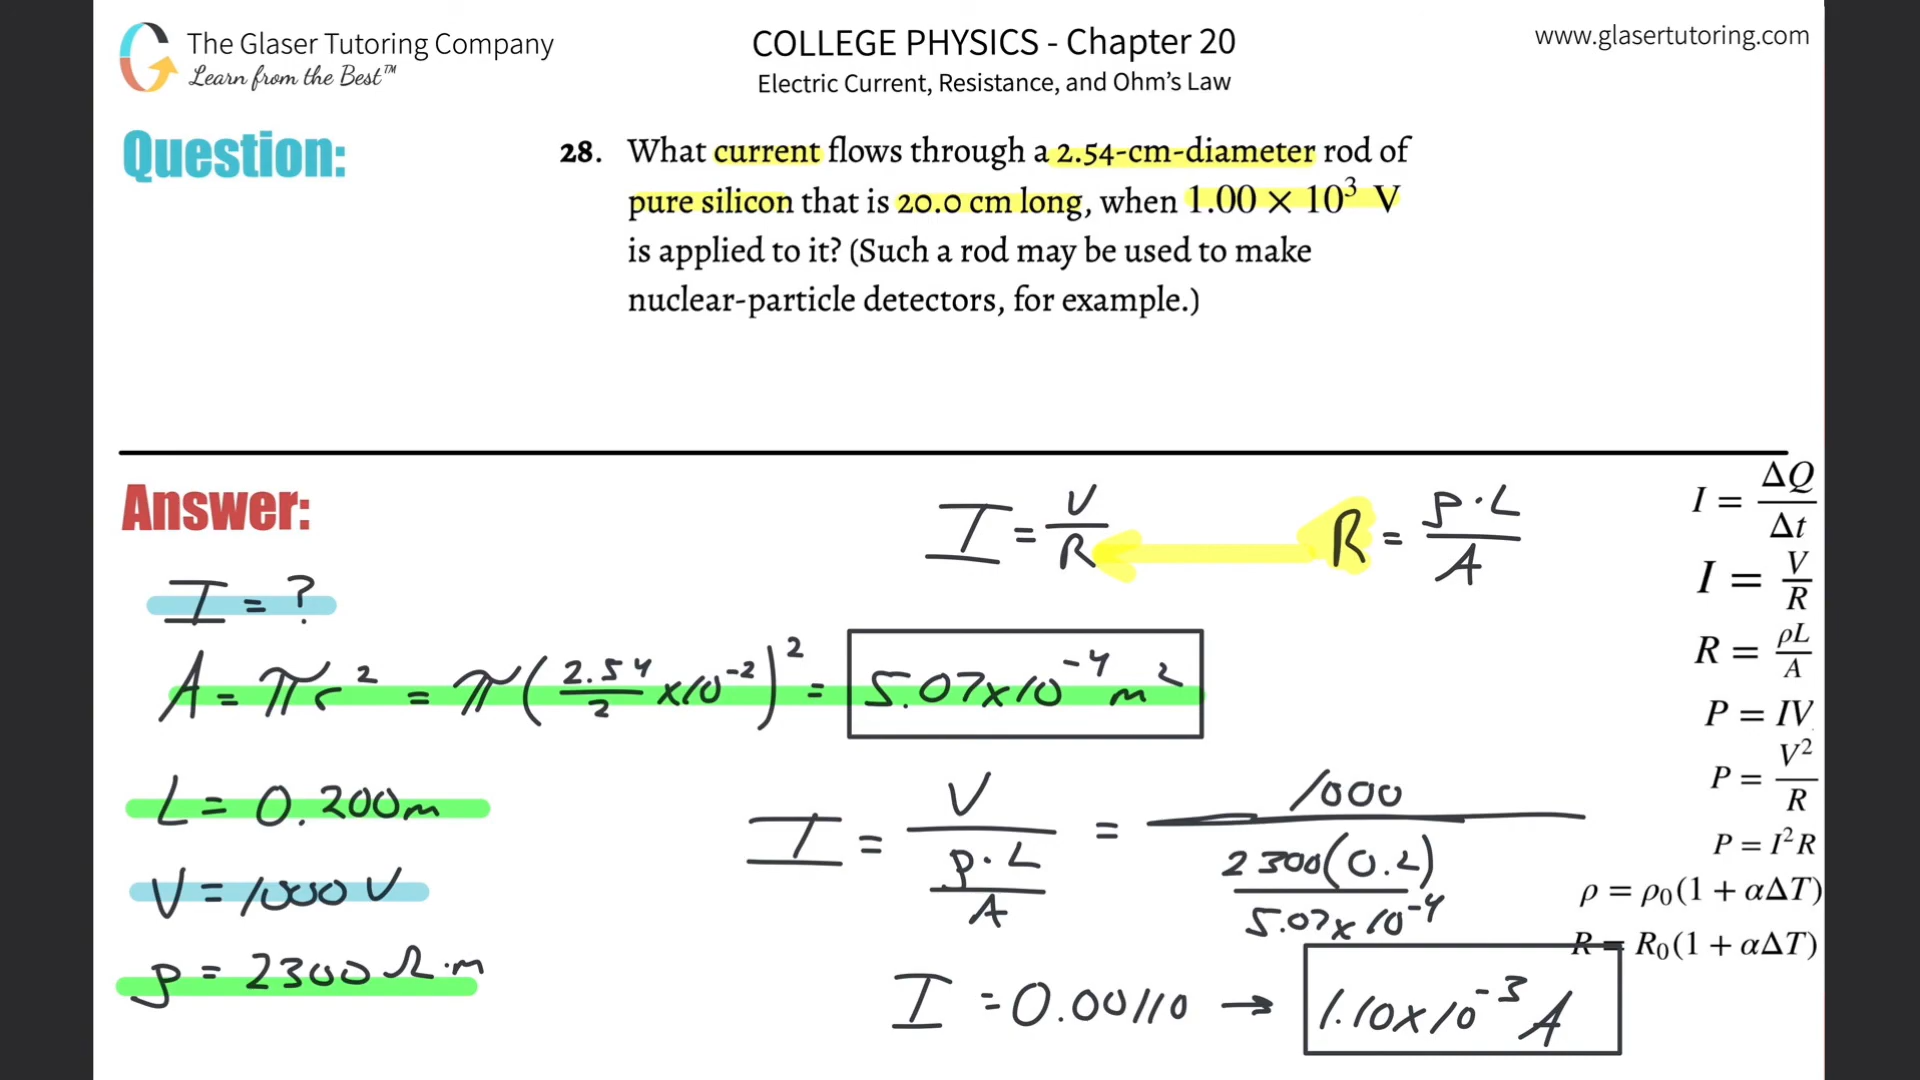 The Glaser Tutoring Company
Learn from the Best™
COLLEGE PHYSICS - Chapter 20
Electric Current, Resistance, and Ohm's Law
www.glasertutoring.com
Question:
28. What current flows through a 2.54-cm-diameter rod of
pure silicon that is 20.0 cm long, when 1.00 × 10³ V
is applied to it? (Such a rod may be used to make
nuclear-particle detectors, for example.)
Answer:
I = V/R
R = ρ·L/A
I = ?
A = πr² = π(2.54/2 x10⁻²)² = 5.07x10⁻⁴ m²
L = 0.200m
V = 1000 V
ρ = 2300 Ω·m
I = V/(ρ·L/A) = 1000/(2300(0.2)/5.07x10⁻⁴)
I = 0.00110 → 1.10x10⁻³ A
I = ΔQ/Δt
I = V/R
R = ρL/A
P = IV
P = V²/R
P = I²R
ρ = ρ₀(1 + αΔT)
R = R₀(1 + αΔT)